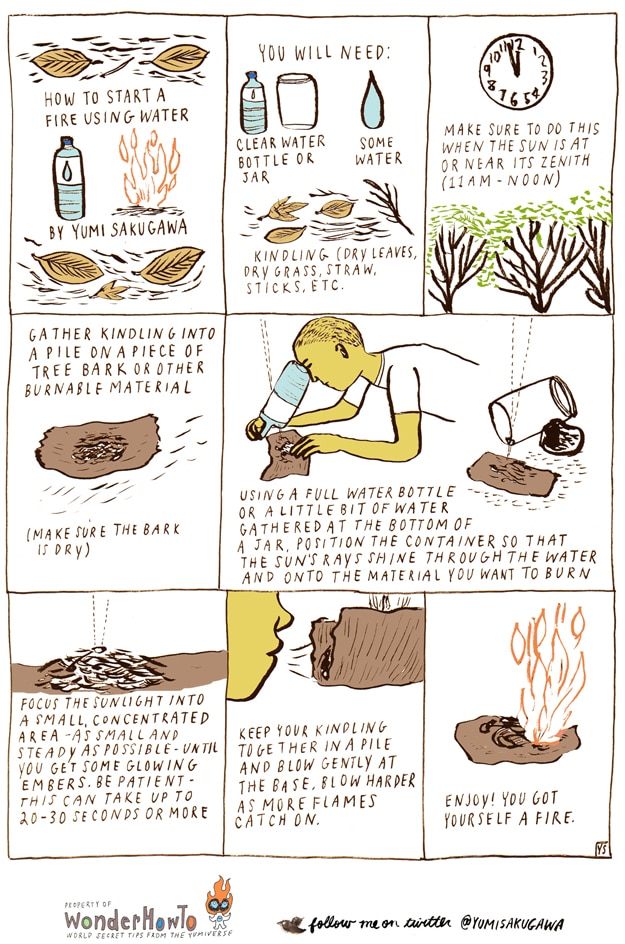 HOW TO START A
FIRE USING WATER
BY YUMI SAKUGAWA
YOU WILL NEED:
CLEAR WATER
BOTTLE OR
JAR
SOME
WATER
KINDLING (DRY LEAVES,
DRY GRASS, STRAW,
STICKS, ETC.
12
1
2
3
4
5
6
7
8
9
10
11
MAKE SURE TO DO THIS
WHEN THE SUN IS AT
OR NEAR ITS ZENITH
(11AM - NOON)
GATHER KINDLING INTO
A PILE ON A PIECE OF
TREE BARK OR OTHER
BURNABLE MATERIAL
(MAKE SURE THE BARK
IS DRY)
USING A FULL WATER BOTTLE
OR A LITTLE BIT OF WATER
GATHERED AT THE BOTTOM OF
A JAR, POSITION THE CONTAINER SO THAT
THE SUN'S RAYS SHINE THROUGH THE WATER
AND ONTO THE MATERIAL YOU WANT TO BURN
FOCUS THE SUNLIGHT INTO
A SMALL, CONCENTRATED
AREA - AS SMALL AND
STEADY AS POSSIBLE - UNTIL
YOU GET SOME GLOWING
EMBERS. BE PATIENT -
THIS CAN TAKE UP TO
20-30 SECONDS OR MORE
KEEP YOUR KINDLING
TOGETHER IN A PILE
AND BLOW GENTLY AT
THE BASE, BLOW HARDER
AS MORE FLAMES
CATCH ON.
ENJOY! YOU GOT
YOURSELF A FIRE.
YS
PROPERTY OF
WonderHowTo
WORLD SECRET TIPS FROM THE YUMIVERSE
follow me on twitter @YUMISAKUGAWA